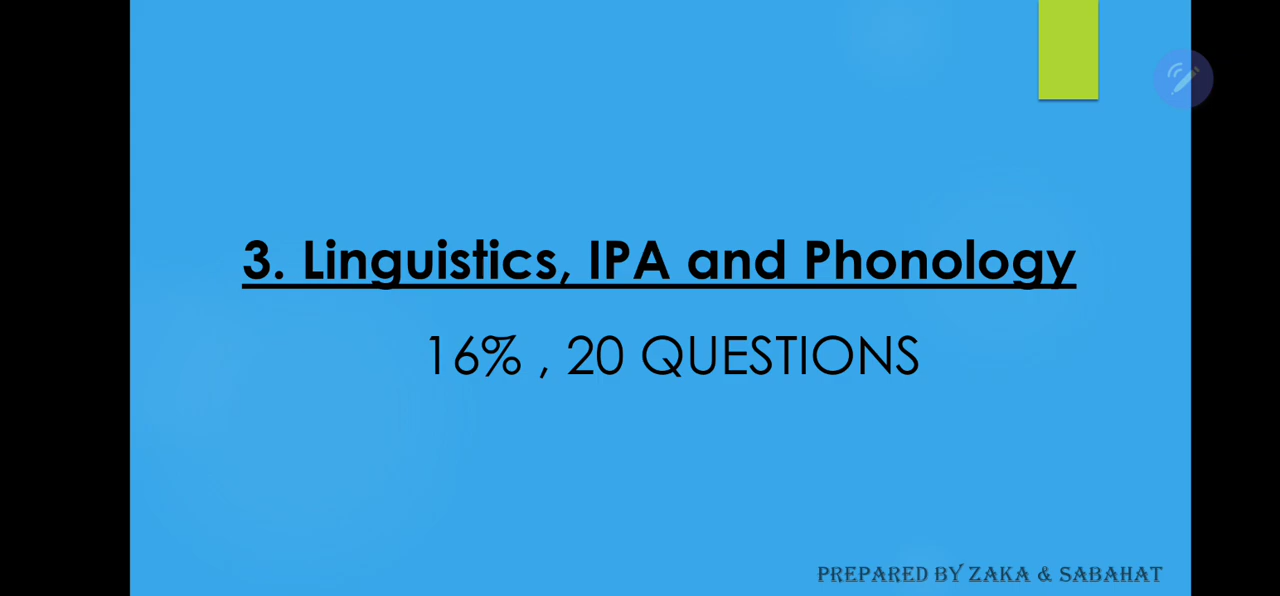 3. Linguistics, IPA and Phonology
16% , 20 QUESTIONS
PREPARED BY ZAKA & SABAHAT